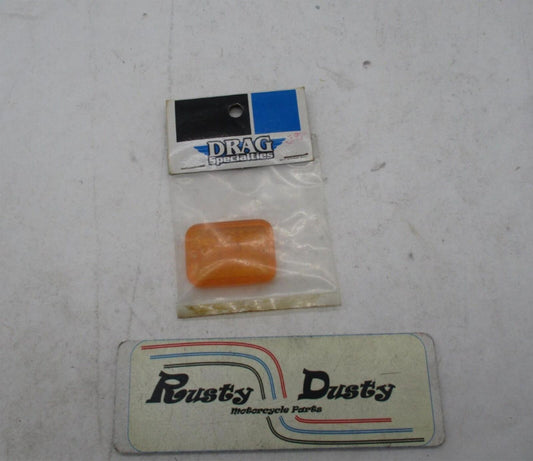 DRAG
Specialties
Rusty Dusty
Motorcycle Parts